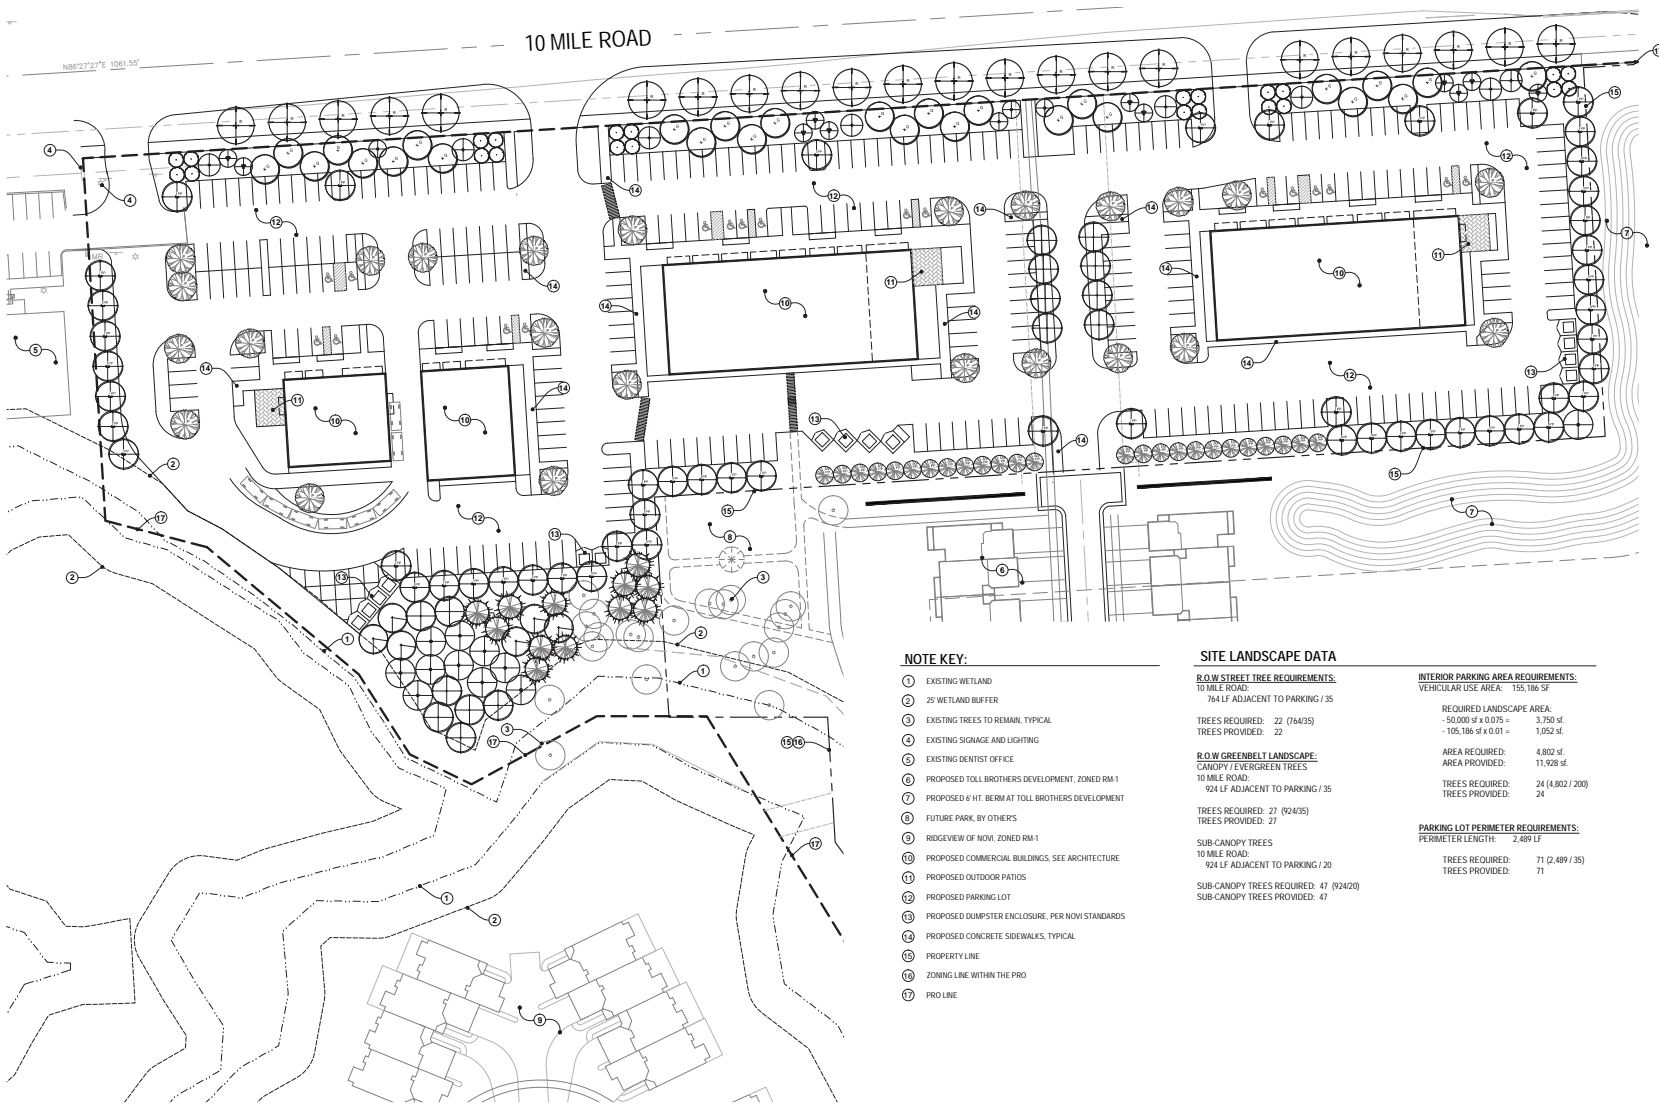 10 MILE ROAD
N86°27'27"E 1061.55'
NOTE KEY:
1 EXISTING WETLAND
2 25' WETLAND BUFFER
3 EXISTING TREES TO REMAIN, TYPICAL
4 EXISTING SIGNAGE AND LIGHTING
5 EXISTING DENTIST OFFICE
6 PROPOSED TOLL BROTHERS DEVELOPMENT, ZONED RM-1
7 PROPOSED 6' HT. BERM AT TOLL BROTHERS DEVELOPMENT
8 FUTURE PARK, BY OTHER'S
9 RIDGEVIEW OF NOVI, ZONED RM-1
10 PROPOSED COMMERCIAL BUILDINGS, SEE ARCHITECTURE
11 PROPOSED OUTDOOR PATIOS
12 PROPOSED PARKING LOT
13 PROPOSED DUMPSTER ENCLOSURE, PER NOVI STANDARDS
14 PROPOSED CONCRETE SIDEWALKS, TYPICAL
15 PROPERTY LINE
16 ZONING LINE WITHIN THE PRO
17 PRO LINE
SITE LANDSCAPE DATA
R.O.W STREET TREE REQUIREMENTS:
10 MILE ROAD:
764 LF ADJACENT TO PARKING / 35
TREES REQUIRED: 22 (764/35)
TREES PROVIDED: 22
R.O.W GREENBELT LANDSCAPE:
CANOPY / EVERGREEN TREES
10 MILE ROAD:
924 LF ADJACENT TO PARKING / 35
TREES REQUIRED: 27 (924/35)
TREES PROVIDED: 27
SUB-CANOPY TREES
10 MILE ROAD:
924 LF ADJACENT TO PARKING / 20
SUB-CANOPY TREES REQUIRED: 47 (924/20)
SUB-CANOPY TREES PROVIDED: 47
INTERIOR PARKING AREA REQUIREMENTS:
VEHICULAR USE AREA: 155,186 SF
REQUIRED LANDSCAPE AREA:
- 50,000 sf x 0.075 = 3,750 sf.
- 105,186 sf x 0.01 = 1,052 sf.
AREA REQUIRED: 4,802 sf.
AREA PROVIDED: 11,928 sf.
TREES REQUIRED: 24 (4,802 / 200)
TREES PROVIDED: 24
PARKING LOT PERIMETER REQUIREMENTS:
PERIMETER LENGTH: 2,489 LF
TREES REQUIRED: 71 (2,489 / 35)
TREES PROVIDED: 71